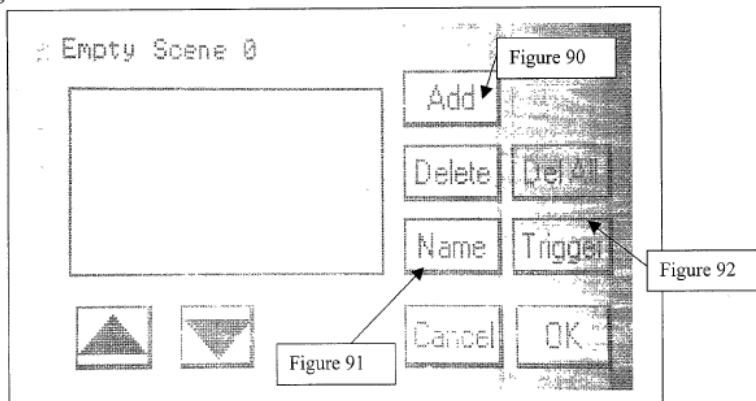 Empty Scene 0
Figure 90
Add
Delete Del All
Name Trigger
Figure 92
Cancel OK
Figure 91